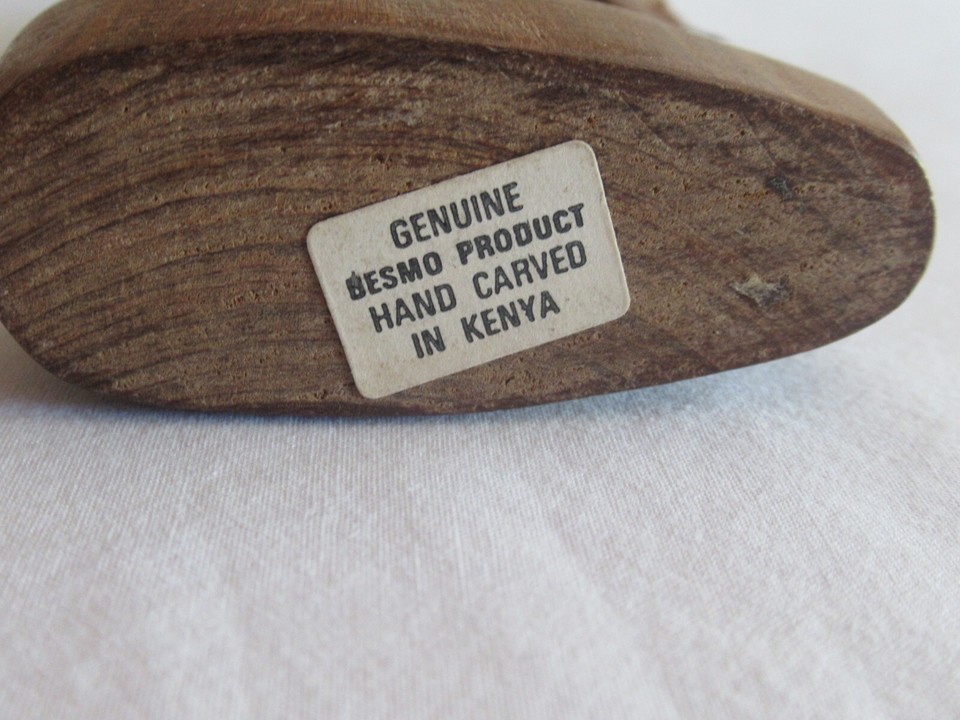 GENUINE
BESMO PRODUCT
HAND CARVED
IN KENYA